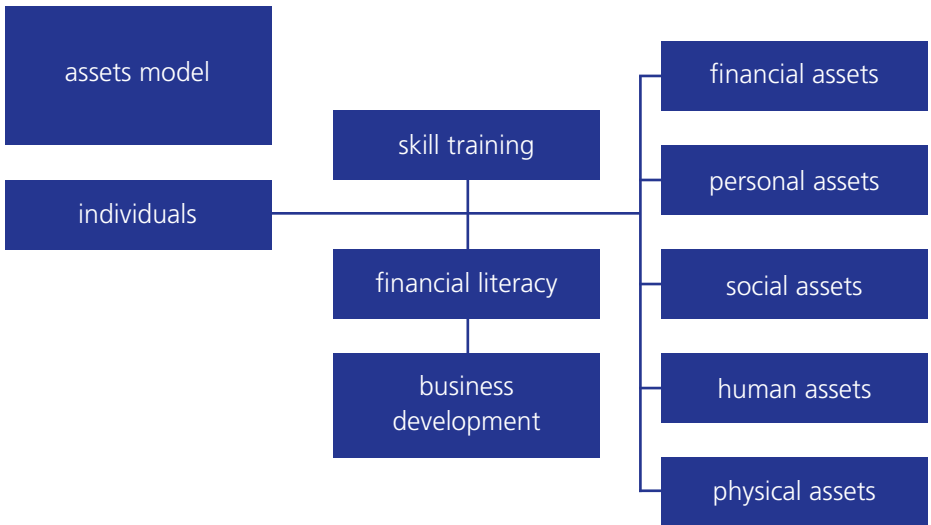 assets model
individuals
skill training
financial literacy
business
development
financial assets
personal assets
social assets
human assets
physical assets